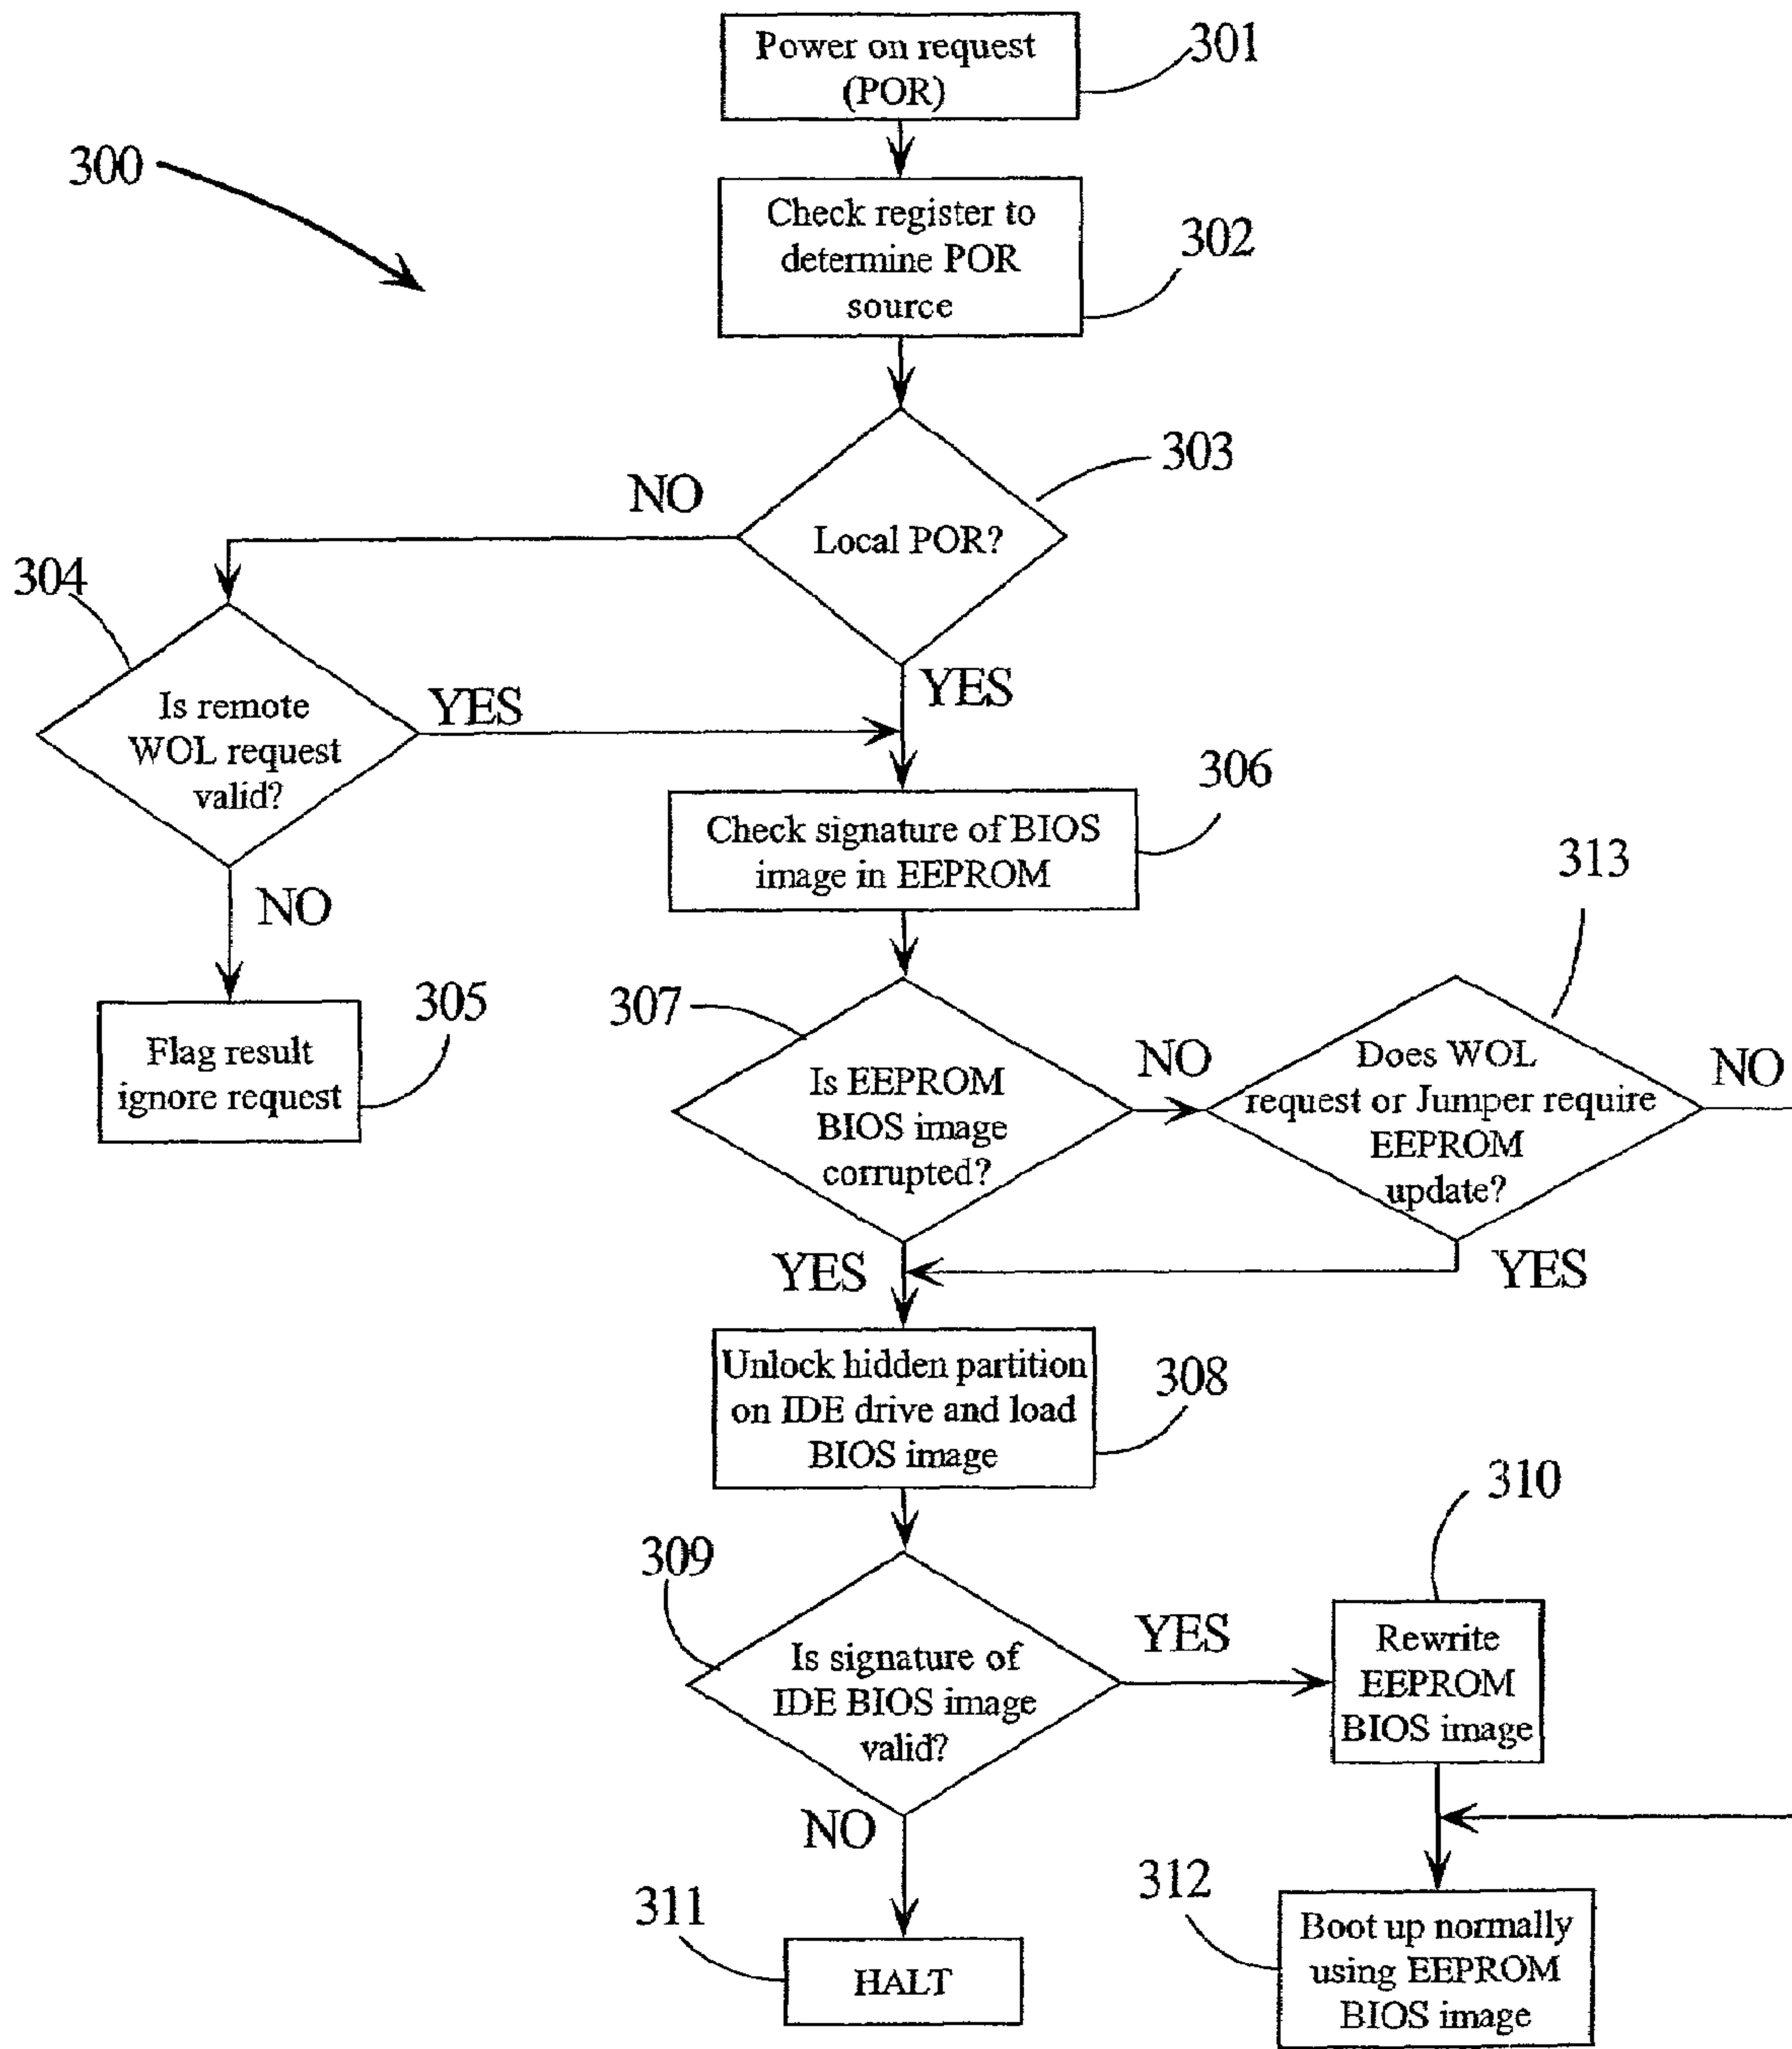 Power on request
(POR)
301
300
Check register to
determine POR
source
302
303
NO
Local POR?
304
YES
Is remote
WOL request
valid?
YES
306
Check signature of BIOS
image in EEPROM
313
NO
305
Flag result
ignore request
307
NO
Is EEPROM
BIOS image
corrupted?
Does WOL
request or Jumper require
EEPROM
update?
NO
YES
YES
Unlock hidden partition
on IDE drive and load
BIOS image
308
310
309
YES
Is signature of
IDE BIOS image
valid?
Rewrite
EEPROM
BIOS image
NO
311
HALT
312
Boot up normally
using EEPROM
BIOS image